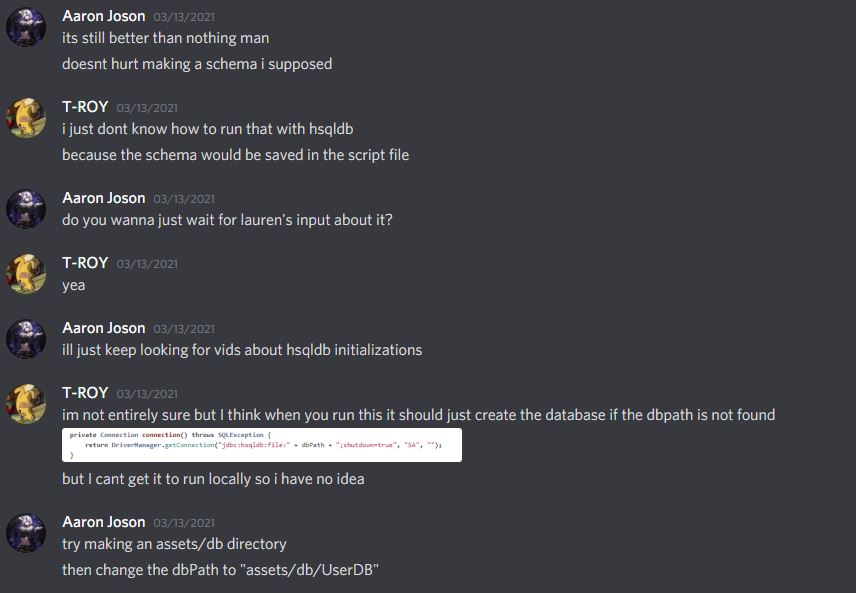 Aaron Joson 03/13/2021
its still better than nothing man
doesnt hurt making a schema i supposed
T-ROY 03/13/2021
i just dont know how to run that with hsqldb
because the schema would be saved in the script file
Aaron Joson 03/13/2021
do you wanna just wait for lauren's input about it?
T-ROY 03/13/2021
yea
Aaron Joson 03/13/2021
ill just keep looking for vids about hsqldb initializations
T-ROY 03/13/2021
im not entirely sure but I think when you run this it should just create the database if the dbpath is not found
private Connection connection() throws SQLException {
return DriverManager.getConnection("jdbc:hsqldb:file:" + dbPath + ";shutdown=true", "SA", "");
}
but I cant get it to run locally so i have no idea
Aaron Joson 03/13/2021
try making an assets/db directory
then change the dbPath to "assets/db/UserDB"